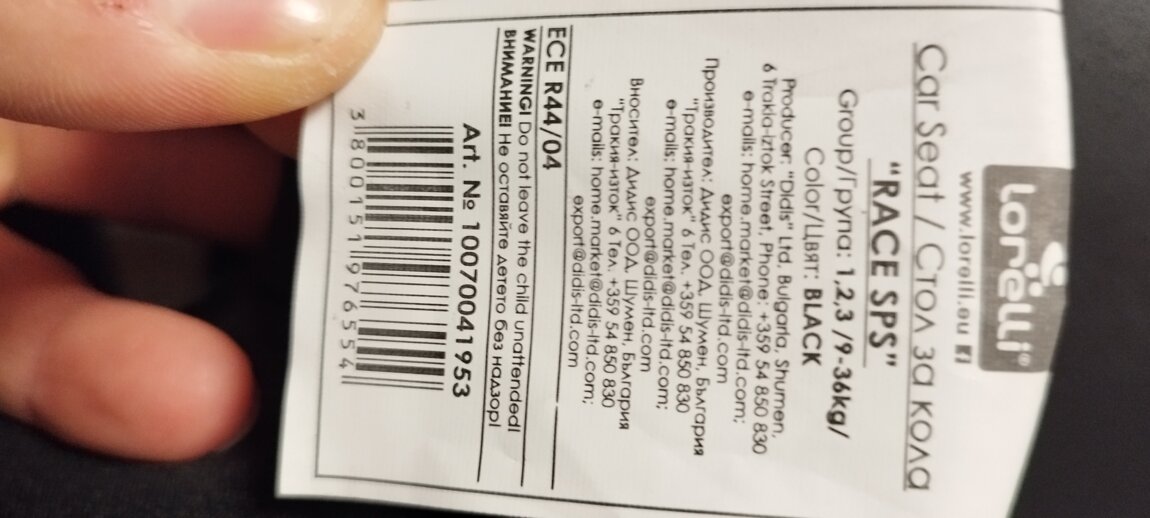 lorelli®
www.lorelli.eu
Car Seat / Стол за кола
"RACE SPS"
Group/Група: 1,2,3 /9-36kg/
Color/Цвят: BLACK
Producer: "Didis" Ltd, Bulgaria, Shumen,
6 Trakia-iztok Street, Phone: +359 54 850 830
e-mails: home.market@didis-ltd.com;
export@didis-ltd.com
Производител: Дидис ООД, Шумен, България
"Тракия-изток" 6 Тел. +359 54 850 830
e-mails: home.market@didis-ltd.com;
export@didis-ltd.com
Вносител: Дидис ООД, Шумен, България
"Тракия-изток" 6 Тел. +359 54 850 830
e-mails: home.market@didis-ltd.com;
export@didis-ltd.com
ECE R44/04
WARNING! Do not leave the child unattended!
ВНИМАНИЕ! Не оставяйте детето без надзор!
Art. № 10070041953
3 800151 976554